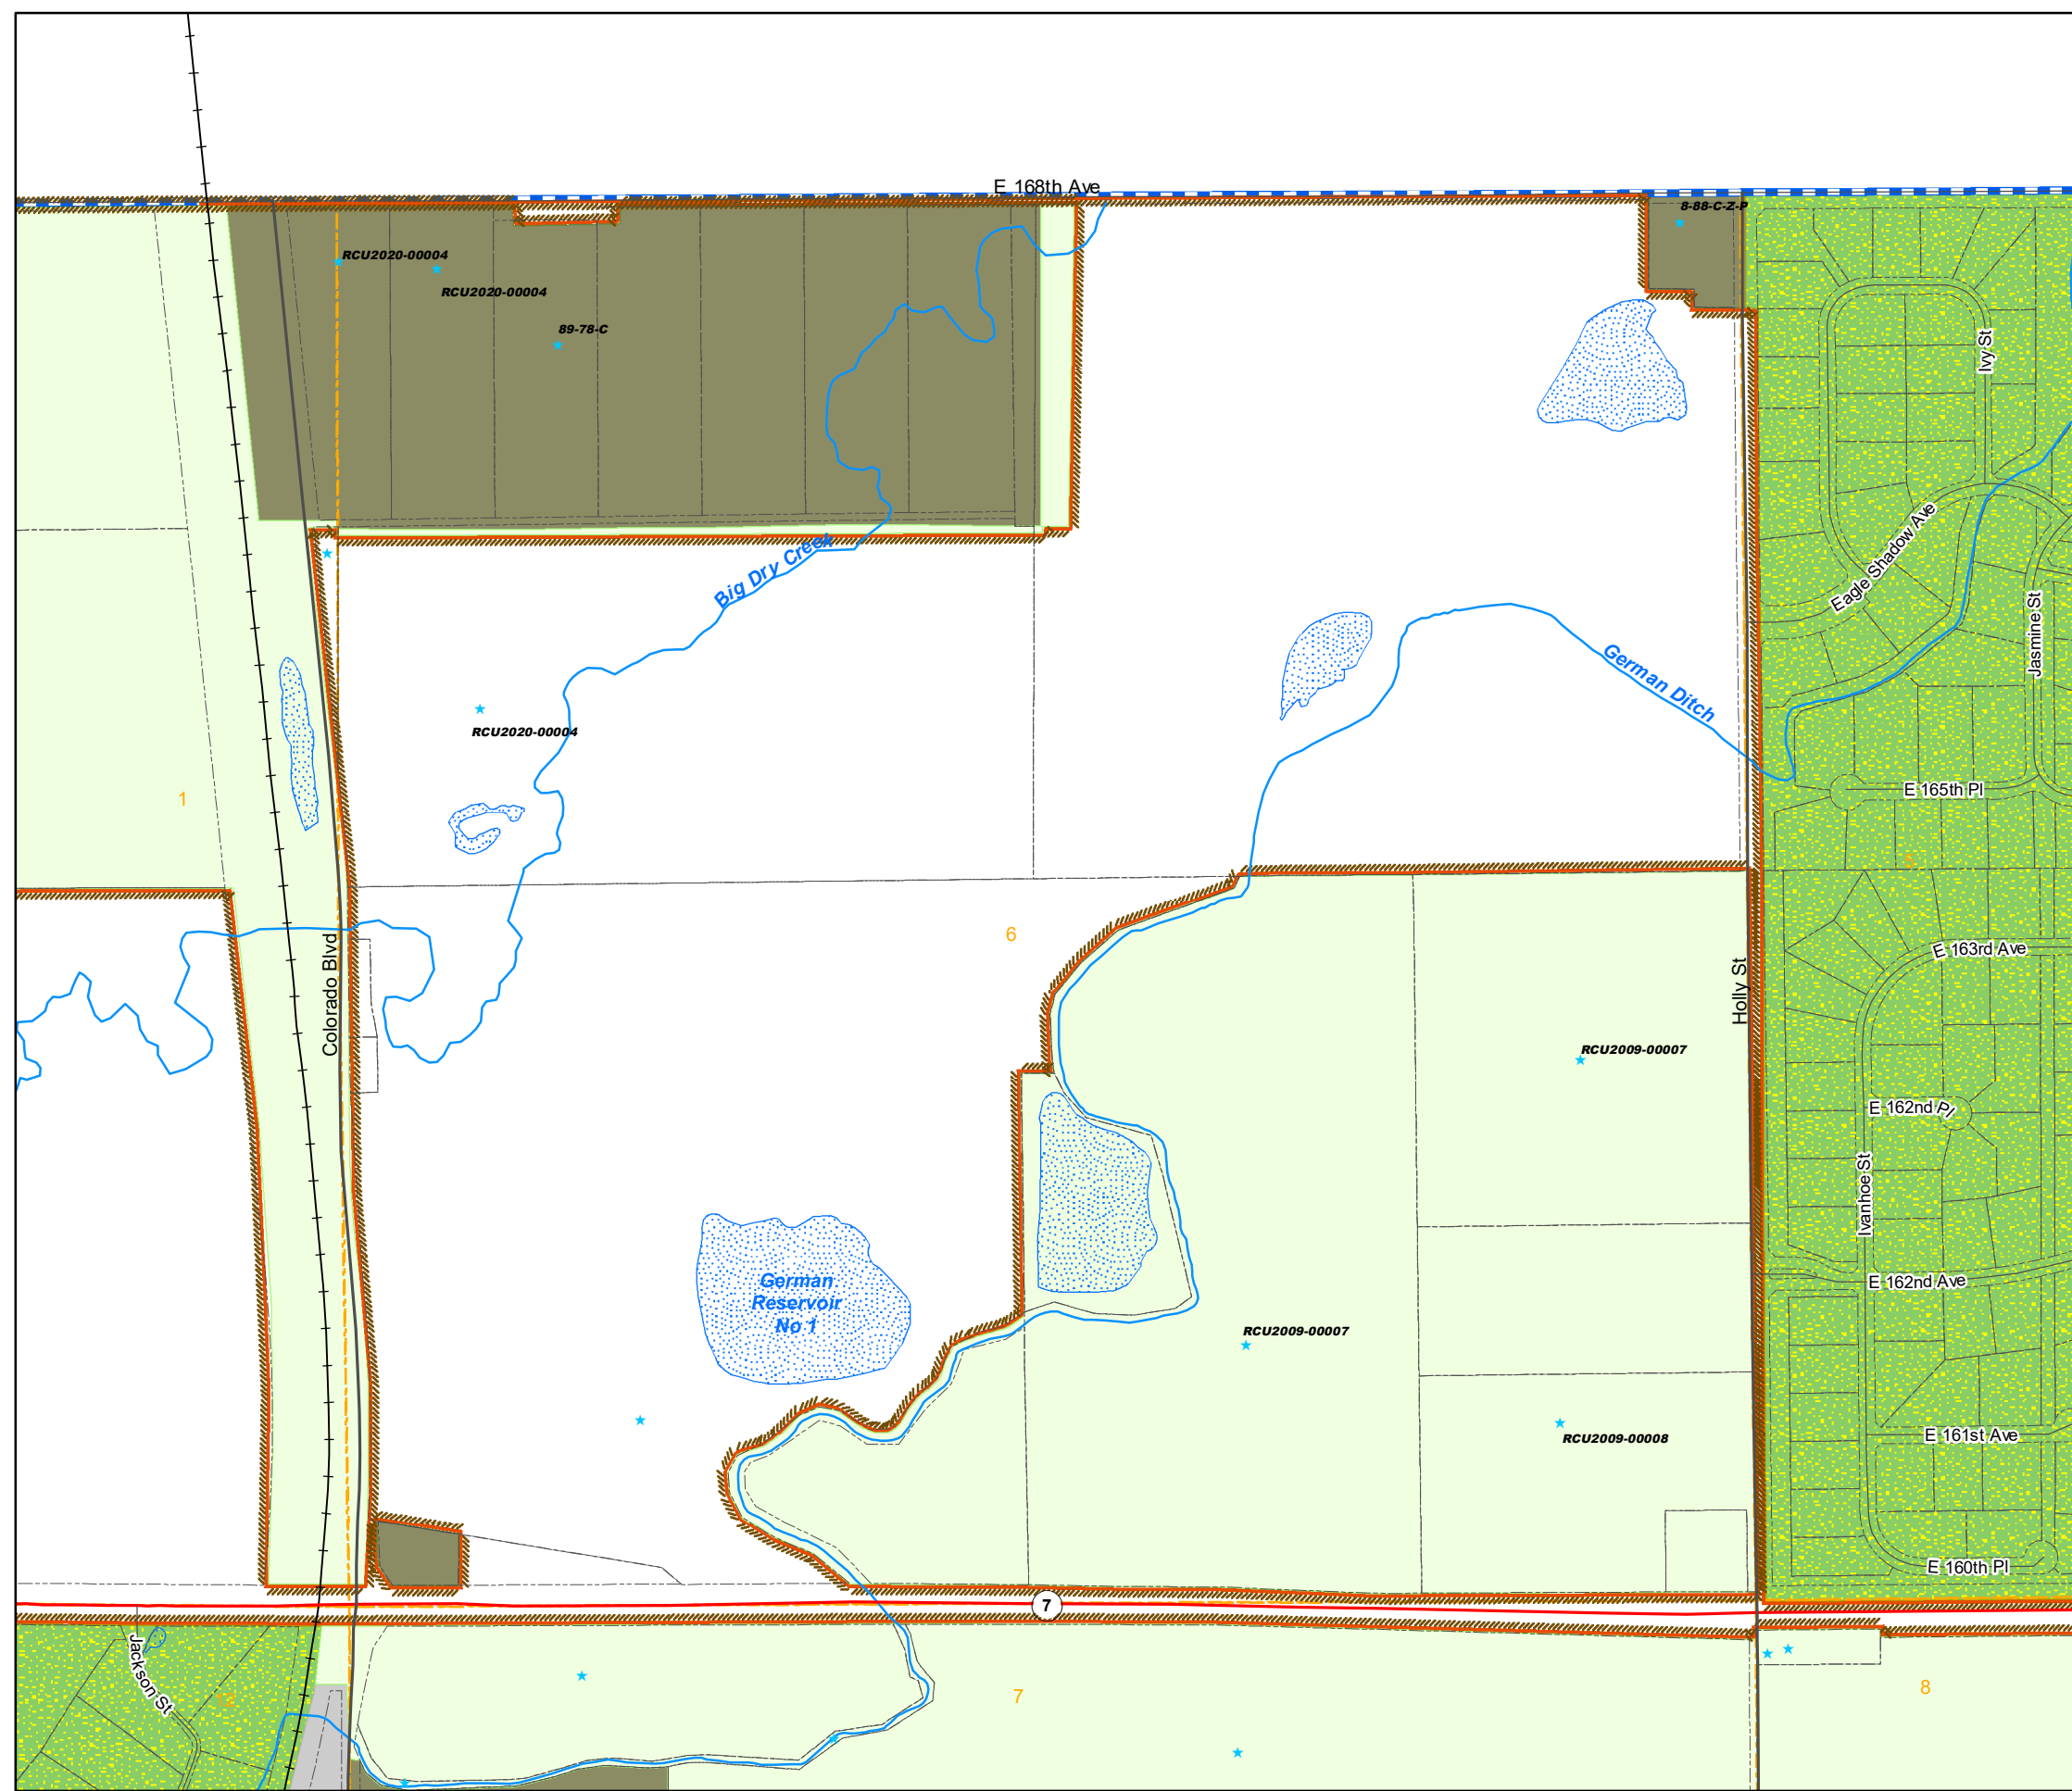 E 168th Ave
8-88-C-Z-P
RCU2020-00004
RCU2020-00004
89-78-C
Ivy St
Big Dry Creek
Eagle Shadow Ave
Jasmine St
German Ditch
RCU2020-00004
E 165th Pl
1
5
6
Colorado Blvd
Holly St
E 163rd Ave
RCU2009-00007
E 162nd Pl
Ivanhoe St
German
Reservoir
No 1
E 162nd Ave
RCU2009-00007
RCU2009-00008
E 161st Ave
E 160th Pl
7
Jackson St
12
7
8